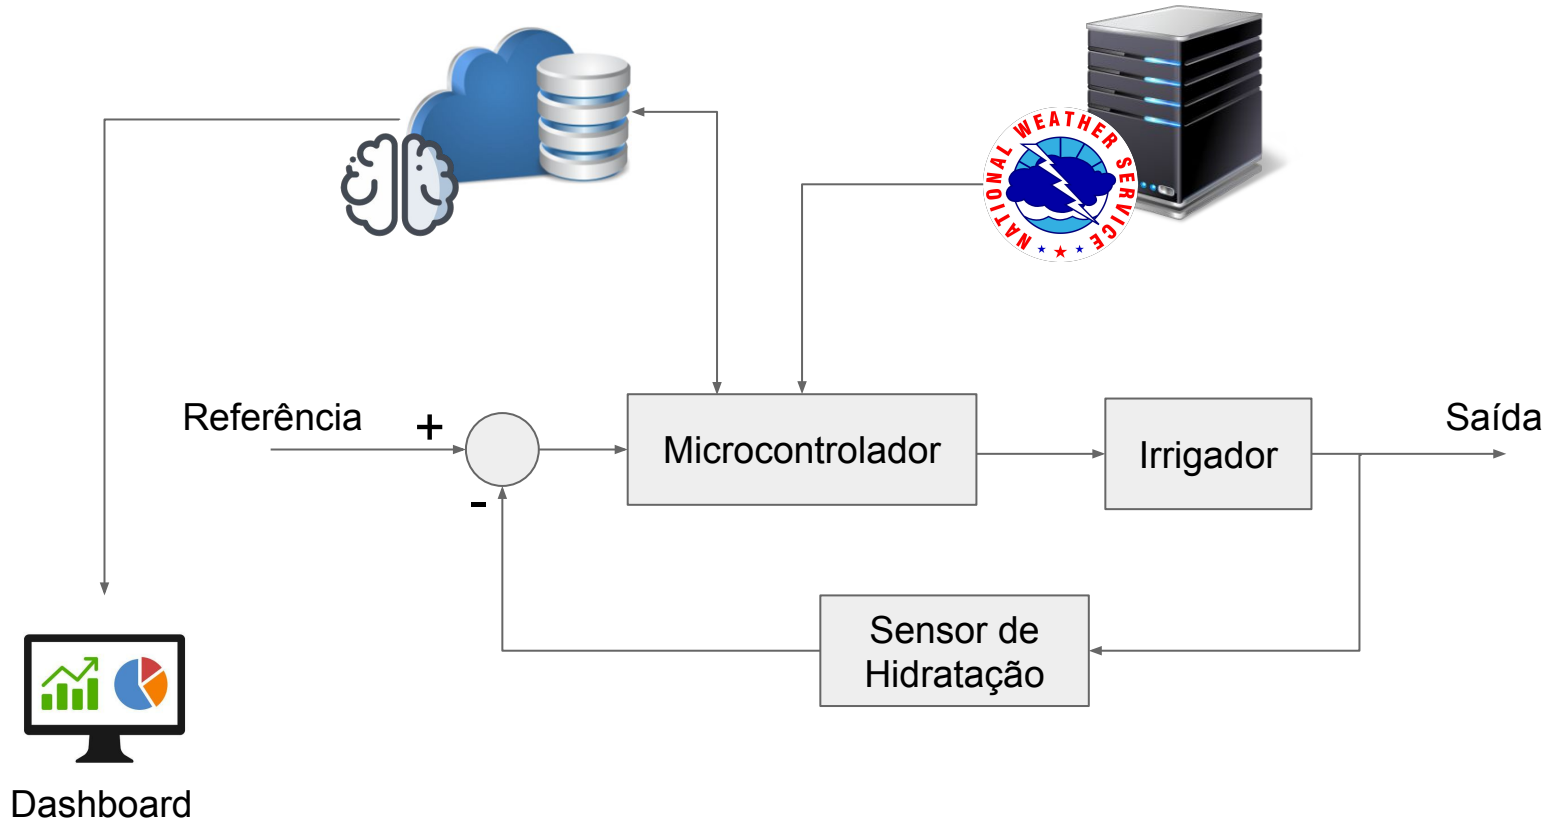 NATIONAL WEATHER SERVICE
Referência
+
-
Microcontrolador
Irrigador
Saída
Sensor de
Hidratação
Dashboard